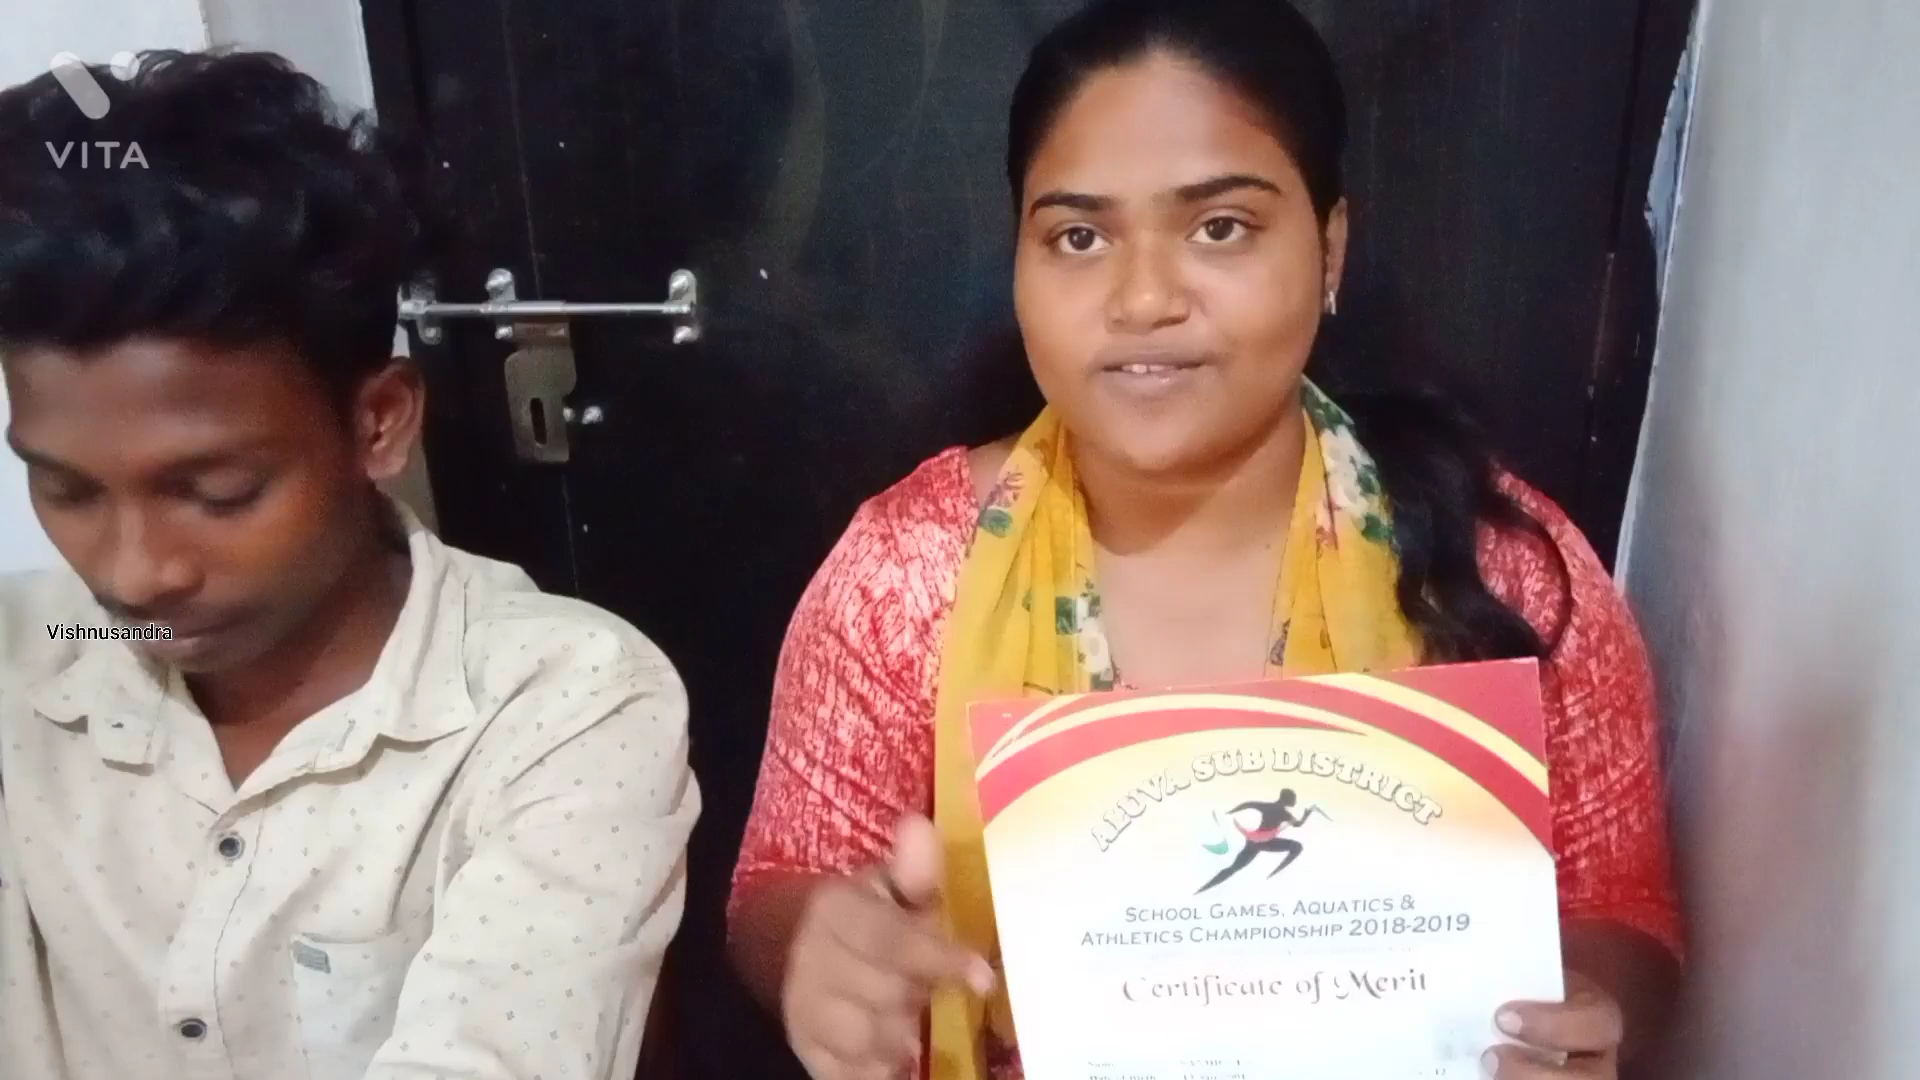 VITA
Vishnusandra
ALUVA SUB DISTRICT
SCHOOL GAMES, AQUATICS &
ATHLETICS CHAMPIONSHIP 2018-2019
Certificate of Merit